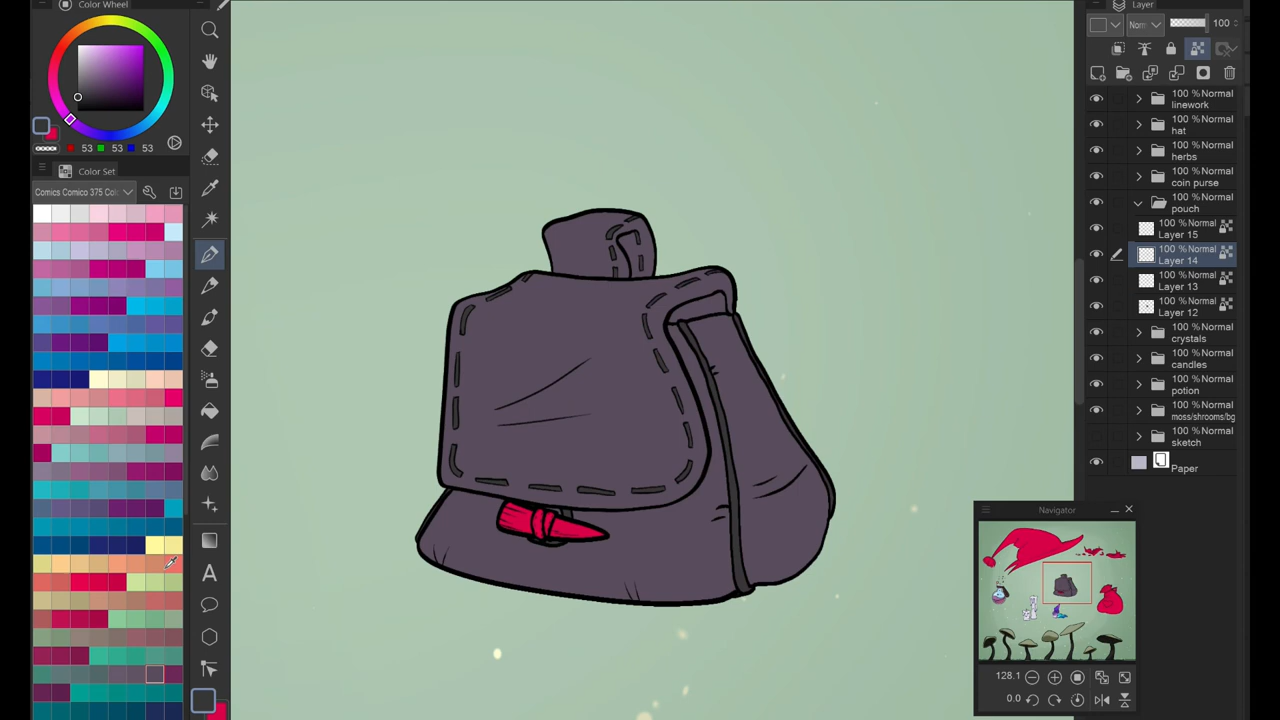 Color Wheel
53 53 53
Color Set
Comics Comico 375 Col
Layer
Nor 100
100 %Normal
linework
100 %Normal
hat
100 %Normal
herbs
100 %Normal
coin purse
100 %Normal
pouch
100 %Normal
Layer 15
100 %Normal
Layer 14
100 %Normal
Layer 13
100 %Normal
Layer 12
100 %Normal
crystals
100 %Normal
candles
100 %Normal
potion
100 %Normal
moss/shrooms/bg
100 %Normal
sketch
Paper
Navigator
128.1
0.0